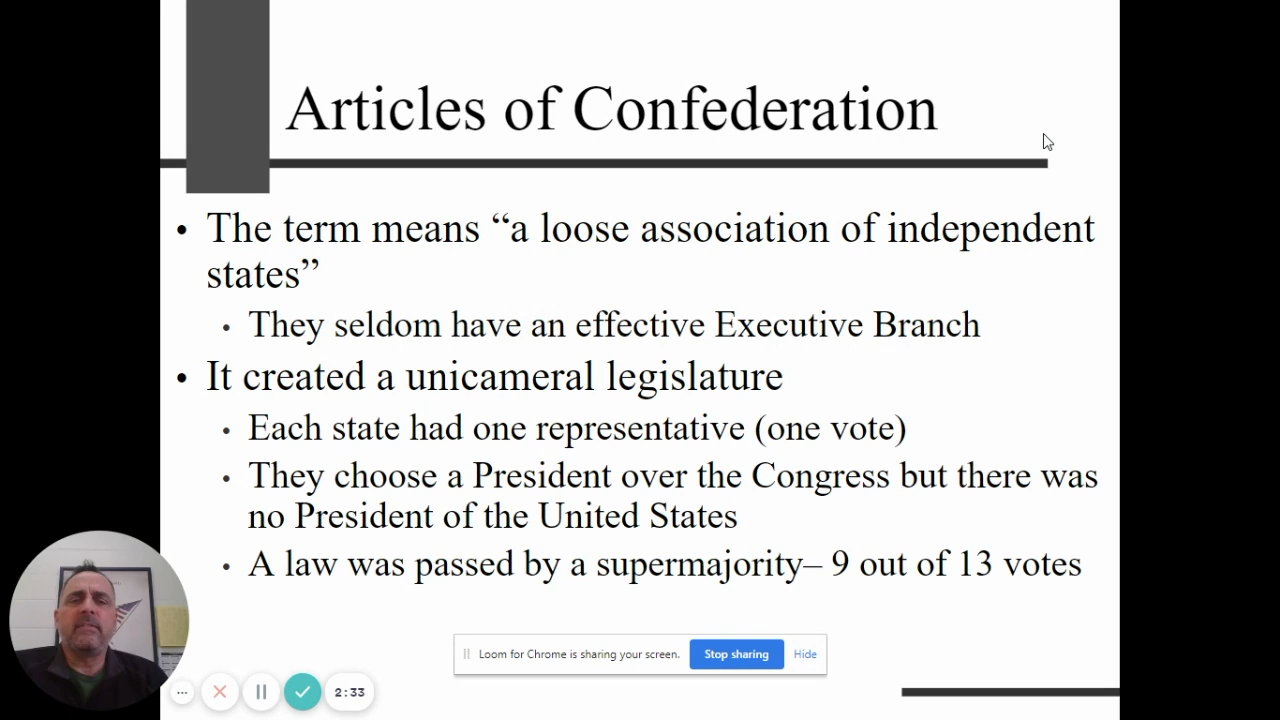 Articles of Confederation
• The term means “a loose association of independent
states”
• They seldom have an effective Executive Branch
• It created a unicameral legislature
• Each state had one representative (one vote)
• They choose a President over the Congress but there was
no President of the United States
• A law was passed by a supermajority– 9 out of 13 votes
Loom for Chrome is sharing your screen. Stop sharing Hide
2:33